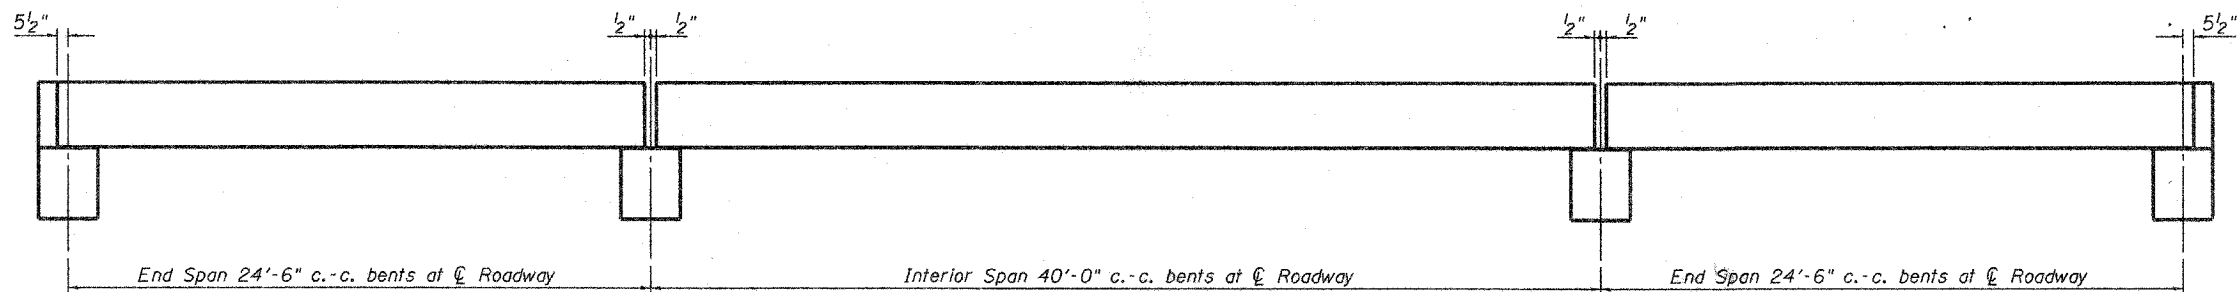 5½" ½" ½" ½" ½" 5½"
End Span 24'-6" c.-c. bents at ℄ Roadway
Interior Span 40'-0" c.-c. bents at ℄ Roadway
End Span 24'-6" c.-c. bents at ℄ Roadway